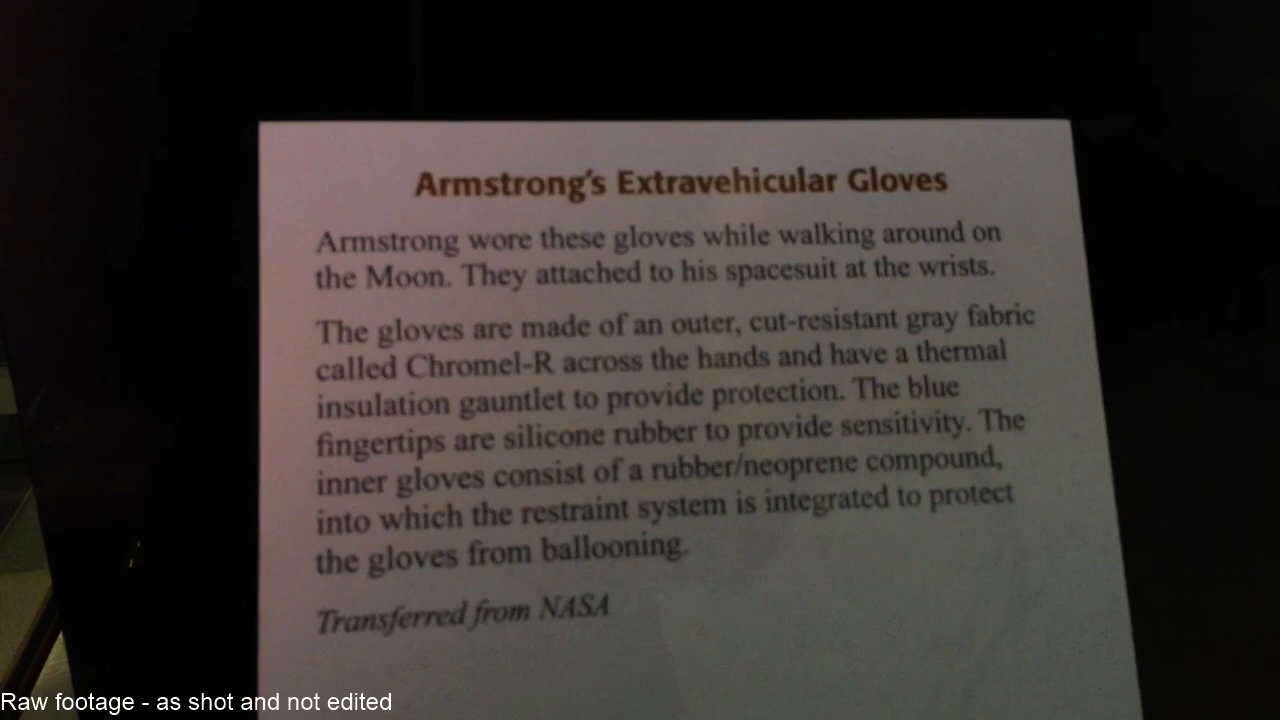 Armstrong's Extravehicular Gloves
Armstrong wore these gloves while walking around on
the Moon. They attached to his spacesuit at the wrists.
The gloves are made of an outer, cut-resistant gray fabric
called Chromel-R across the hands and have a thermal
insulation gauntlet to provide protection. The blue
fingertips are silicone rubber to provide sensitivity. The
inner gloves consist of a rubber/neoprene compound,
into which the restraint system is integrated to protect
the gloves from ballooning.
Transferred from NASA
Raw footage - as shot and not edited